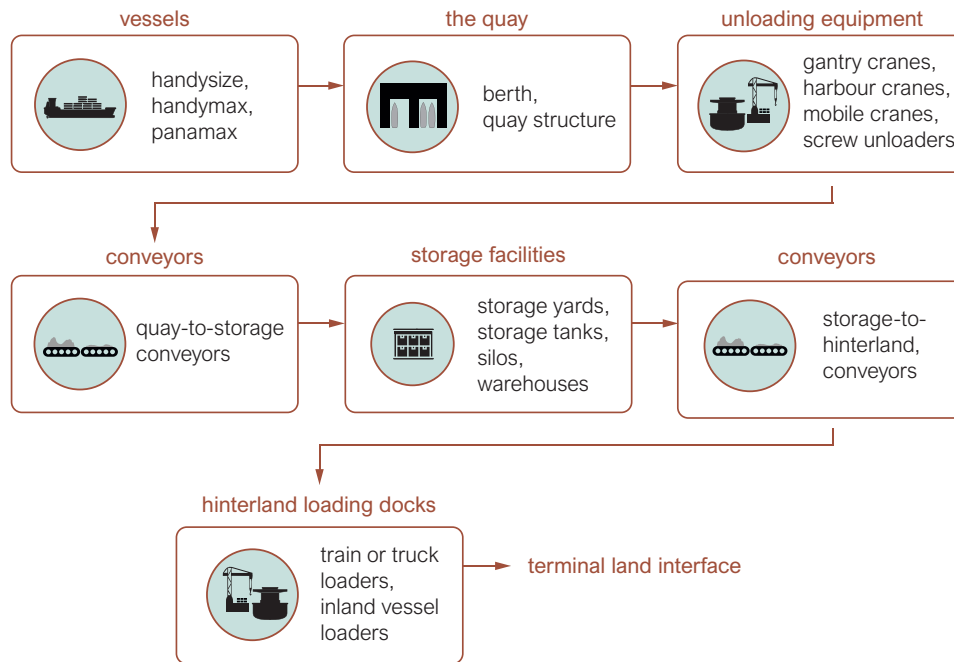 vessels
handysize,
handymax,
panamax
the quay
berth,
quay structure
unloading equipment
gantry cranes,
harbour cranes,
mobile cranes,
screw unloaders
conveyors
quay-to-storage
conveyors
storage facilities
storage yards,
storage tanks,
silos,
warehouses
conveyors
storage-to-
hinterland,
conveyors
hinterland loading docks
train or truck
loaders,
inland vessel
loaders
terminal land interface